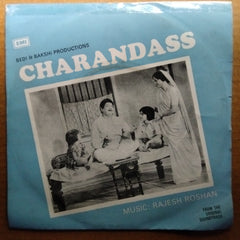 EMI
BEDI & BAKSHI PRODUCTIONS
CHARANDASS
MUSIC: RAJESH ROSHAN
FROM THE
ORIGINAL
SOUNDTRACK